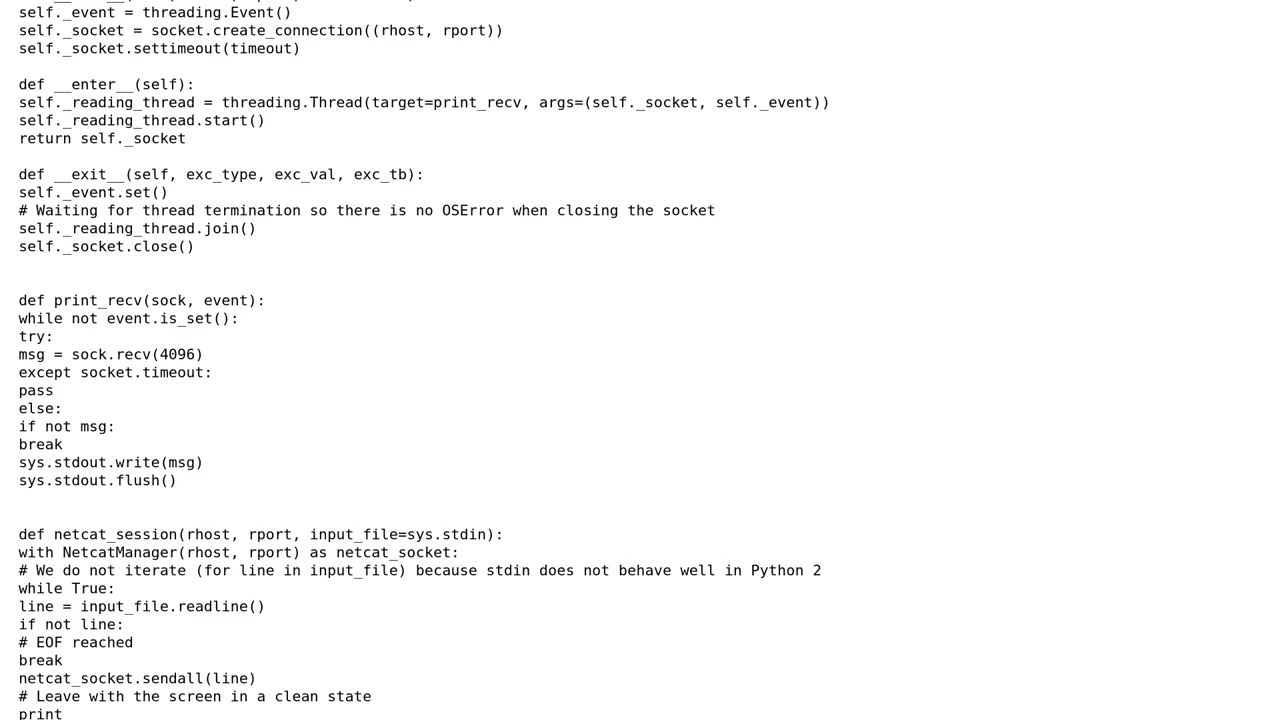 self._event = threading.Event()
self._socket = socket.create_connection((rhost, rport))
self._socket.settimeout(timeout)
def __enter__(self):
self._reading_thread = threading.Thread(target=print_recv, args=(self._socket, self._event))
self._reading_thread.start()
return self._socket
def __exit__(self, exc_type, exc_val, exc_tb):
self._event.set()
# Waiting for thread termination so there is no OSError when closing the socket
self._reading_thread.join()
self._socket.close()
def print_recv(sock, event):
while not event.is_set():
try:
msg = sock.recv(4096)
except socket.timeout:
pass
else:
if not msg:
break
sys.stdout.write(msg)
sys.stdout.flush()
def netcat_session(rhost, rport, input_file=sys.stdin):
with NetcatManager(rhost, rport) as netcat_socket:
# We do not iterate (for line in input_file) because stdin does not behave well in Python 2
while True:
line = input_file.readline()
if not line:
# EOF reached
break
netcat_socket.sendall(line)
# Leave with the screen in a clean state
print